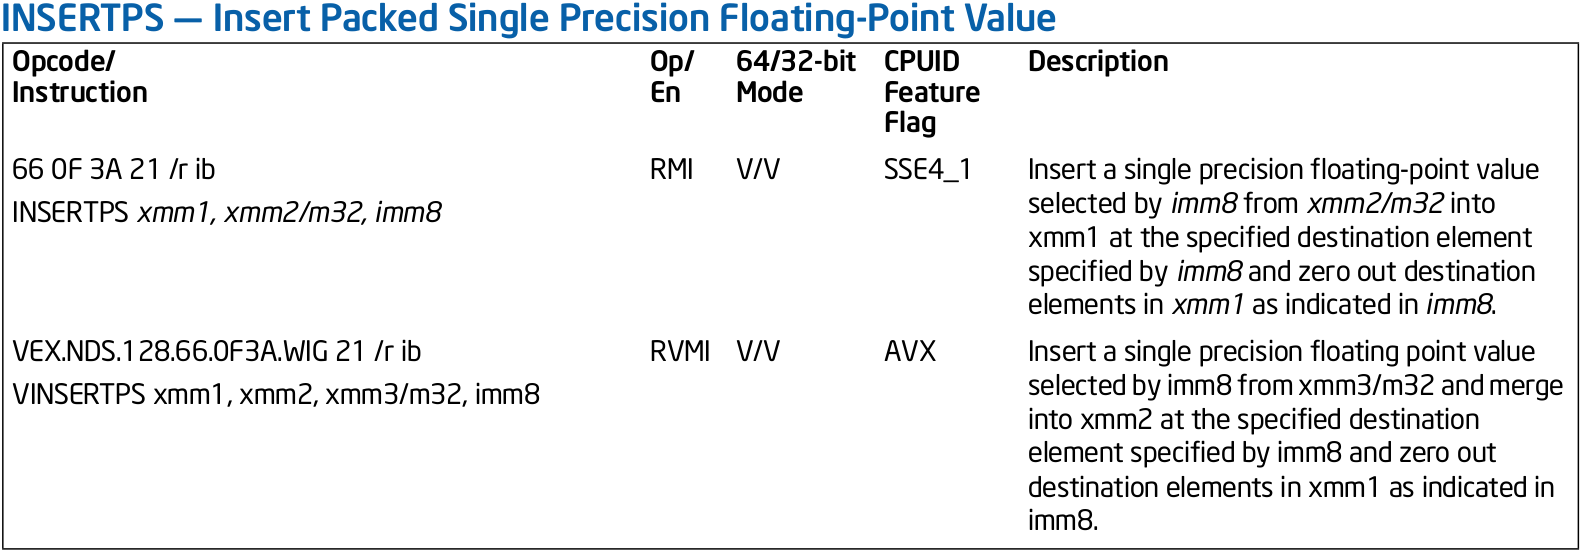 INSERTPS — Insert Packed Single Precision Floating-Point Value
Opcode/
Instruction
Op/
En
64/32-bit
Mode
CPUID
Feature
Flag
Description
66 0F 3A 21 /r ib
INSERTPS xmm1, xmm2/m32, imm8
RMI
V/V
SSE4_1
Insert a single precision floating-point value
selected by imm8 from xmm2/m32 into
xmm1 at the specified destination element
specified by imm8 and zero out destination
elements in xmm1 as indicated in imm8.
VEX.NDS.128.66.0F3A.WIG 21 /r ib
VINSERTPS xmm1, xmm2, xmm3/m32, imm8
RVMI
V/V
AVX
Insert a single precision floating point value
selected by imm8 from xmm3/m32 and merge
into xmm2 at the specified destination
element specified by imm8 and zero out
destination elements in xmm1 as indicated in
imm8.